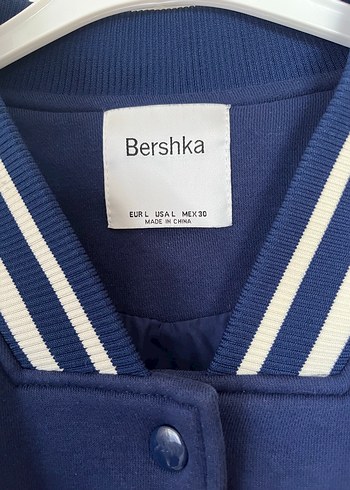 Bershka
EUR L USA L MEX 30
MADE IN CHINA